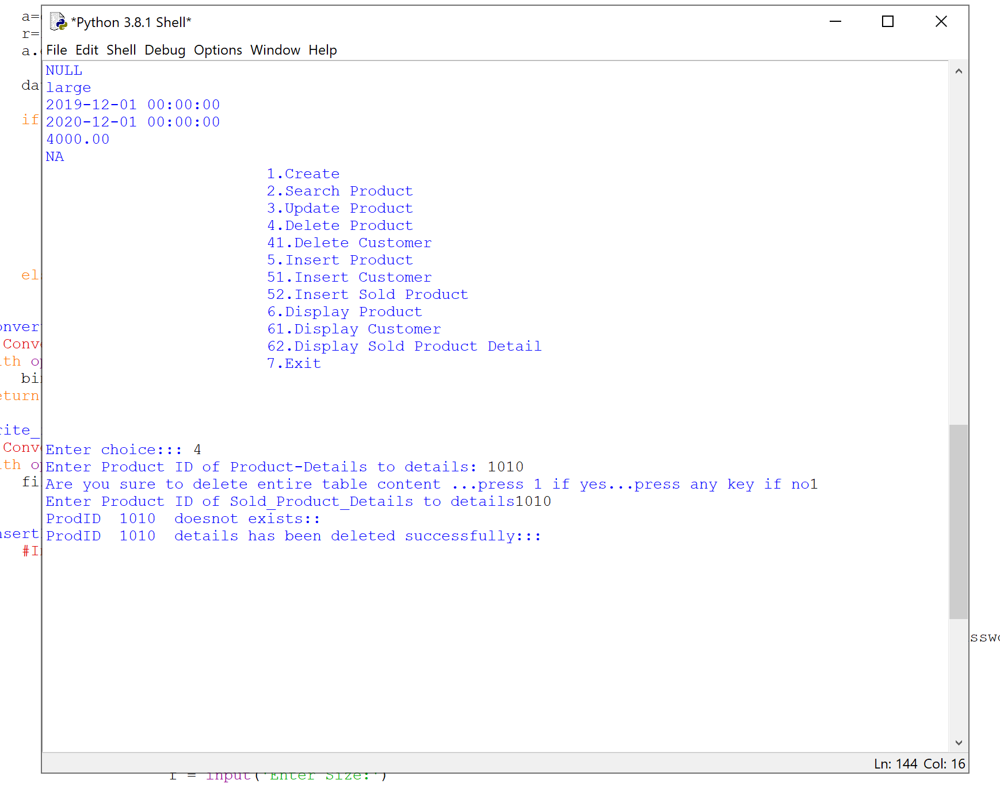 *Python 3.8.1 Shell*
File Edit Shell Debug Options Window Help
NULL
large
2019-12-01 00:00:00
2020-12-01 00:00:00
4000.00
NA
1.Create
2.Search Product
3.Update Product
4.Delete Product
41.Delete Customer
5.Insert Product
51.Insert Customer
52.Insert Sold Product
6.Display Product
61.Display Customer
62.Display Sold Product Detail
7.Exit
Enter choice::: 4
Enter Product ID of Product-Details to details: 1010
Are you sure to delete entire table content ...press 1 if yes...press any key if no1
Enter Product ID of Sold_Product_Details to details1010
ProdID  1010  doesnot exists::
ProdID  1010  details has been deleted successfully:::
Ln: 144 Col: 16
= input('Enter Size:')